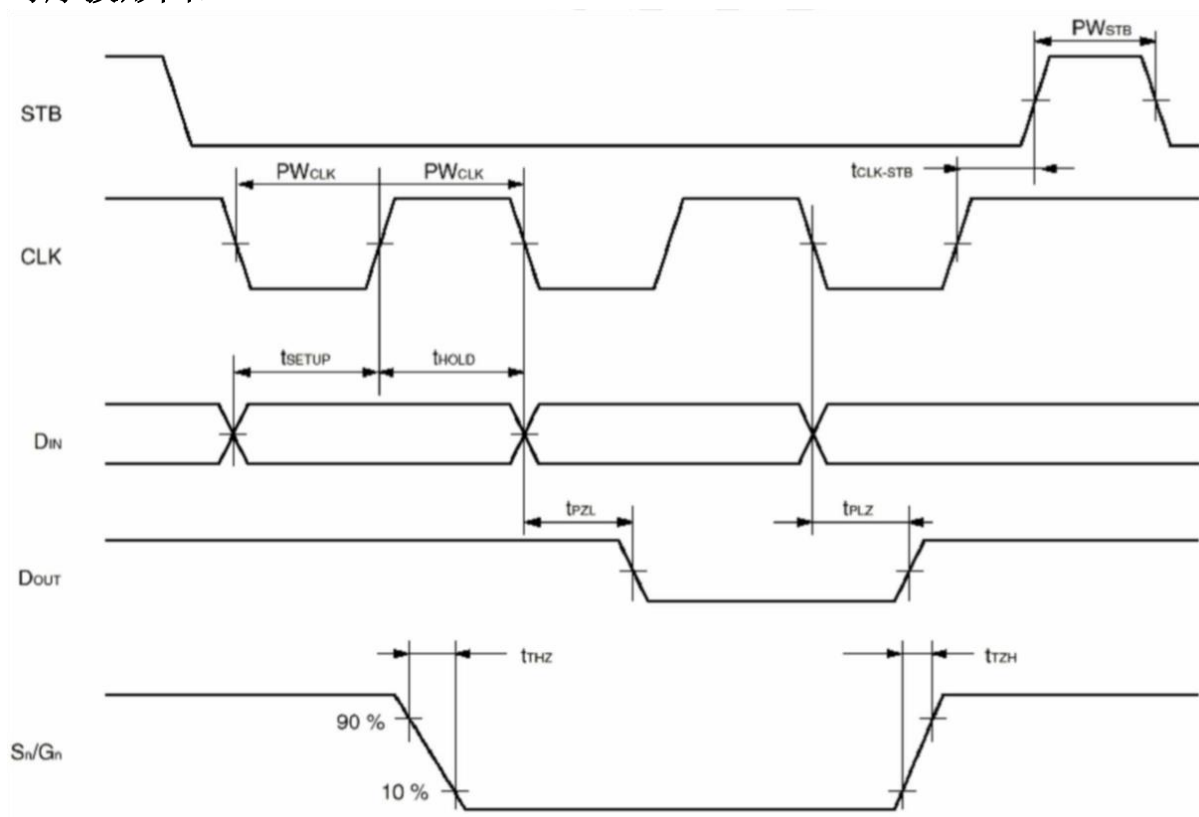 PWSTB
STB
tCLK-STB
PWCLK PWCLK
CLK
tSETUP tHOLD
DIN
tPZL tPLZ
DOUT
tTHZ tTZH
90 %
Sn/Gn
10 %